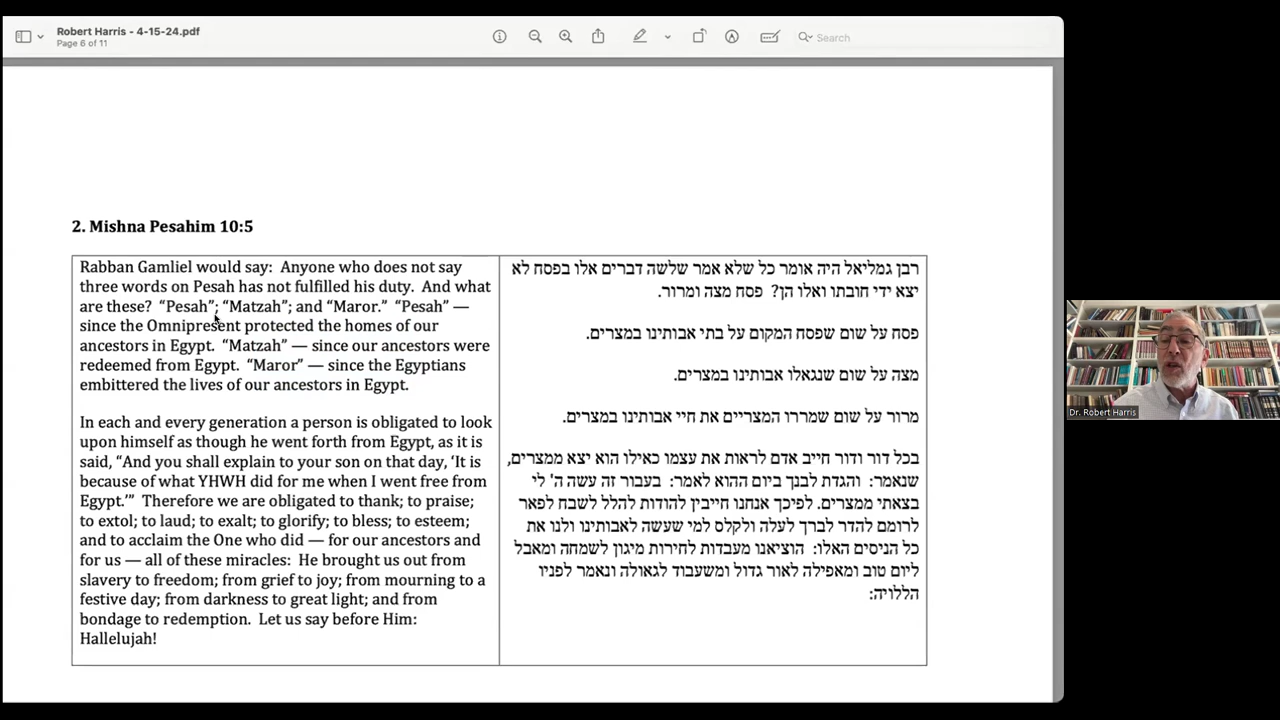 Robert Harris - 4-15-24.pdf
Page 6 of 11
Search
2. Mishna Pesahim 10:5
Rabban Gamliel would say:  Anyone who does not say
three words on Pesah has not fulfilled his duty.  And what
are these?  “Pesah”; “Matzah”; and “Maror.”  “Pesah” —
since the Omnipresent protected the homes of our
ancestors in Egypt.  “Matzah” — since our ancestors were
redeemed from Egypt.  “Maror” — since the Egyptians
embittered the lives of our ancestors in Egypt.
In each and every generation a person is obligated to look
upon himself as though he went forth from Egypt, as it is
said, “And you shall explain to your son on that day, ‘It is
because of what YHWH did for me when I went free from
Egypt.’”  Therefore we are obligated to thank; to praise;
to extol; to laud; to exalt; to glorify; to bless; to esteem;
and to acclaim the One who did — for our ancestors and
for us — all of these miracles:  He brought us out from
slavery to freedom; from grief to joy; from mourning to a
festive day; from darkness to great light; and from
bondage to redemption.  Let us say before Him:
Hallelujah!
רבן גמליאל היה אומר כל שלא אמר שלשה דברים אלו בפסח לא
יצא ידי חובתו ואלו הן?  פסח מצה ומרור.
פסח על שום שפסח המקום על בתי אבותינו במצרים.
מצה על שום שנגאלו אבותינו במצרים.
מרור על שום שמררו המצריים את חיי אבותינו במצרים.
בכל דור ודור חייב אדם לראות את עצמו כאילו הוא יצא ממצרים,
שנאמר:  והגדת לבנך ביום ההוא לאמר:  בעבור זה עשה ה' לי
בצאתי ממצרים. לפיכך אנחנו חייבין להודות להלל לשבח לפאר
לרומם להדר לברך לעלה ולקלס למי שעשה לאבותינו ולנו את
כל הניסים האלו:  הוציאנו מעבדות לחירות מיגון לשמחה ומאבל
ליום טוב ומאפילה לאור גדול ומשעבוד לגאולה ונאמר לפניו
הללויה:
Dr. Robert Harris